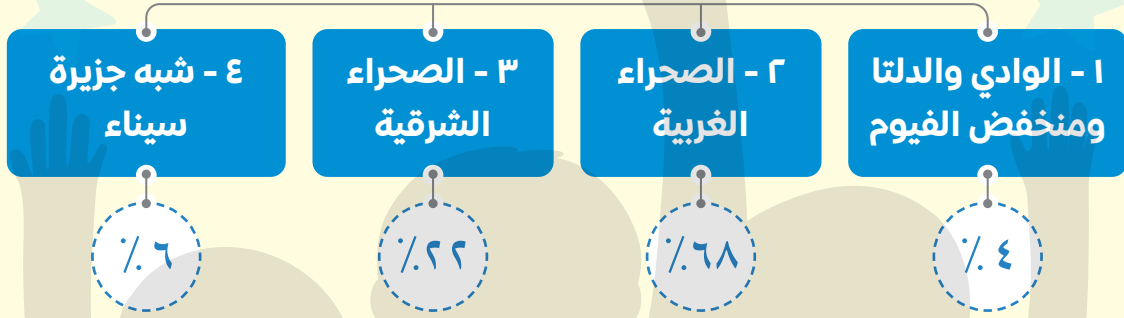 ١ - الوادي والدلتا
ومنخفض الفيوم
٢ - الصحراء
الغربية
٣ - الصحراء
الشرقية
٤ - شبه جزيرة
سيناء
٤٪
٦٨٪
٢٢٪
٦٪